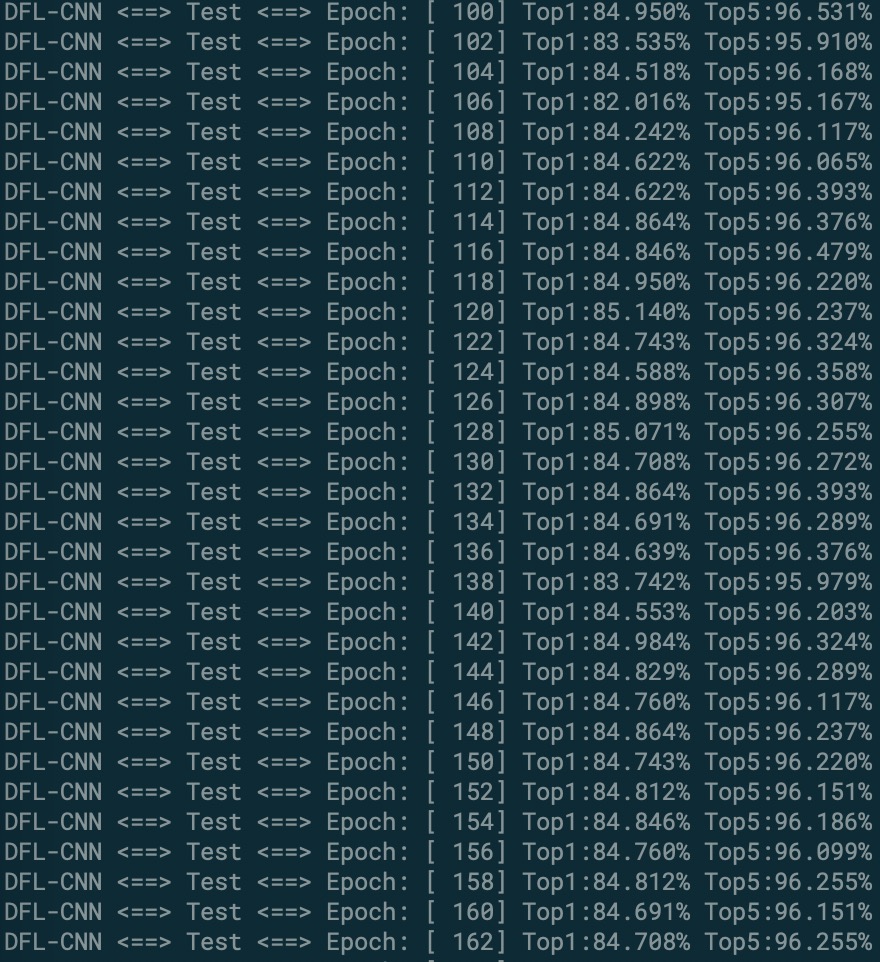 DFL-CNN <==> Test <==> Epoch: [ 100] Top1:84.950% Top5:96.531%
DFL-CNN <==> Test <==> Epoch: [ 102] Top1:83.535% Top5:95.910%
DFL-CNN <==> Test <==> Epoch: [ 104] Top1:84.518% Top5:96.168%
DFL-CNN <==> Test <==> Epoch: [ 106] Top1:82.016% Top5:95.167%
DFL-CNN <==> Test <==> Epoch: [ 108] Top1:84.242% Top5:96.117%
DFL-CNN <==> Test <==> Epoch: [ 110] Top1:84.622% Top5:96.065%
DFL-CNN <==> Test <==> Epoch: [ 112] Top1:84.622% Top5:96.393%
DFL-CNN <==> Test <==> Epoch: [ 114] Top1:84.864% Top5:96.376%
DFL-CNN <==> Test <==> Epoch: [ 116] Top1:84.846% Top5:96.479%
DFL-CNN <==> Test <==> Epoch: [ 118] Top1:84.950% Top5:96.220%
DFL-CNN <==> Test <==> Epoch: [ 120] Top1:85.140% Top5:96.237%
DFL-CNN <==> Test <==> Epoch: [ 122] Top1:84.743% Top5:96.324%
DFL-CNN <==> Test <==> Epoch: [ 124] Top1:84.588% Top5:96.358%
DFL-CNN <==> Test <==> Epoch: [ 126] Top1:84.898% Top5:96.307%
DFL-CNN <==> Test <==> Epoch: [ 128] Top1:85.071% Top5:96.255%
DFL-CNN <==> Test <==> Epoch: [ 130] Top1:84.708% Top5:96.272%
DFL-CNN <==> Test <==> Epoch: [ 132] Top1:84.864% Top5:96.393%
DFL-CNN <==> Test <==> Epoch: [ 134] Top1:84.691% Top5:96.289%
DFL-CNN <==> Test <==> Epoch: [ 136] Top1:84.639% Top5:96.376%
DFL-CNN <==> Test <==> Epoch: [ 138] Top1:83.742% Top5:95.979%
DFL-CNN <==> Test <==> Epoch: [ 140] Top1:84.553% Top5:96.203%
DFL-CNN <==> Test <==> Epoch: [ 142] Top1:84.984% Top5:96.324%
DFL-CNN <==> Test <==> Epoch: [ 144] Top1:84.829% Top5:96.289%
DFL-CNN <==> Test <==> Epoch: [ 146] Top1:84.760% Top5:96.117%
DFL-CNN <==> Test <==> Epoch: [ 148] Top1:84.864% Top5:96.237%
DFL-CNN <==> Test <==> Epoch: [ 150] Top1:84.743% Top5:96.220%
DFL-CNN <==> Test <==> Epoch: [ 152] Top1:84.812% Top5:96.151%
DFL-CNN <==> Test <==> Epoch: [ 154] Top1:84.846% Top5:96.186%
DFL-CNN <==> Test <==> Epoch: [ 156] Top1:84.760% Top5:96.099%
DFL-CNN <==> Test <==> Epoch: [ 158] Top1:84.812% Top5:96.255%
DFL-CNN <==> Test <==> Epoch: [ 160] Top1:84.691% Top5:96.151%
DFL-CNN <==> Test <==> Epoch: [ 162] Top1:84.708% Top5:96.255%